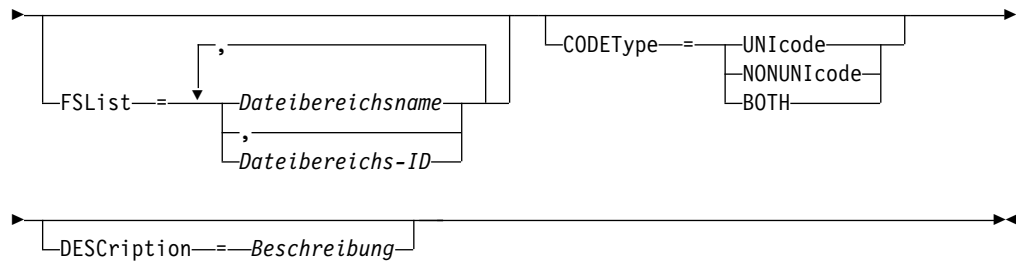 ,
CODEType = UNIcode
NONUNIcode
BOTH
FSList = Dateibereichsname
,
Dateibereichs-ID
DESCription = Beschreibung